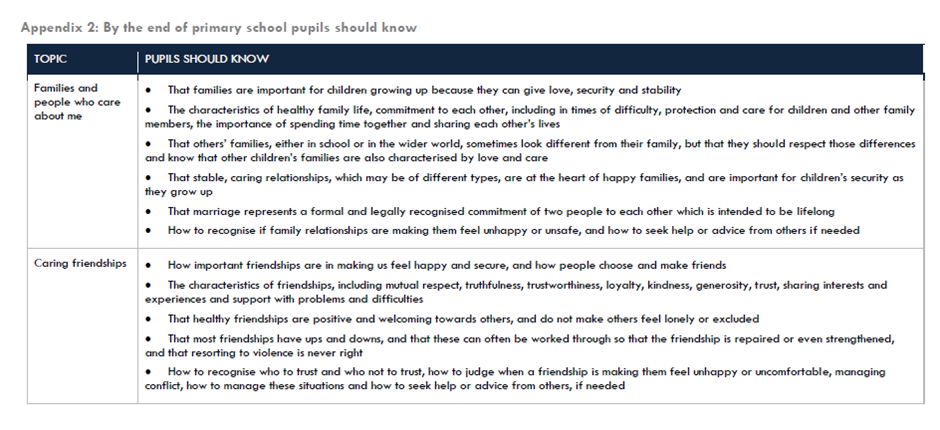 Appendix 2: By the end of primary school pupils should know
TOPIC PUPILS SHOULD KNOW
Families and people who care about me
● That families are important for children growing up because they can give love, security and stability
● The characteristics of healthy family life, commitment to each other, including in times of difficulty, protection and care for children and other family
members, the importance of spending time together and sharing each other's lives
● That others' families, either in school or in the wider world, sometimes look different from their family, but that they should respect those differences
and know that other children's families are also characterised by love and care
● That stable, caring relationships, which may be of different types, are at the heart of happy families, and are important for children's security as
they grow up
● That marriage represents a formal and legally recognised commitment of two people to each other which is intended to be lifelong
● How to recognise if family relationships are making them feel unhappy or unsafe, and how to seek help or advice from others if needed
Caring friendships
● How important friendships are in making us feel happy and secure, and how people choose and make friends
● The characteristics of friendships, including mutual respect, truthfulness, trustworthiness, loyalty, kindness, generosity, trust, sharing interests and
experiences and support with problems and difficulties
● That healthy friendships are positive and welcoming towards others, and do not make others feel lonely or excluded
● That most friendships have ups and downs, and that these can often be worked through so that the friendship is repaired or even strengthened,
and that resorting to violence is never right
● How to recognise who to trust and who not to trust, how to judge when a friendship is making them feel unhappy or uncomfortable, managing
conflict, how to manage these situations and how to seek help or advice from others, if needed